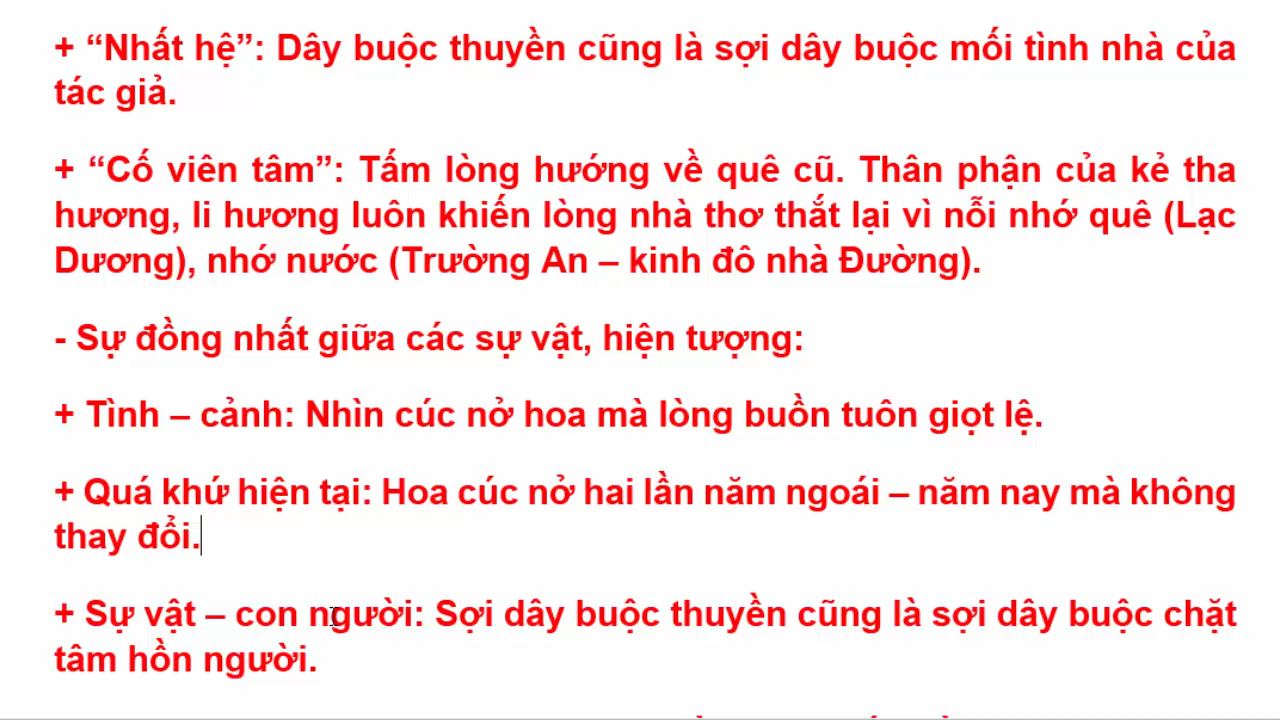 + “Nhất hệ”: Dây buộc thuyền cũng là sợi dây buộc mối tình nhà của
tác giả.
+ “Cố viên tâm”: Tấm lòng hướng về quê cũ. Thân phận của kẻ tha
hương, li hương luôn khiến lòng nhà thơ thắt lại vì nỗi nhớ quê (Lạc
Dương), nhớ nước (Trường An – kinh đô nhà Đường).
- Sự đồng nhất giữa các sự vật, hiện tượng:
+ Tình – cảnh: Nhìn cúc nở hoa mà lòng buồn tuôn giọt lệ.
+ Quá khứ hiện tại: Hoa cúc nở hai lần năm ngoái – năm nay mà không
thay đổi.
+ Sự vật – con người: Sợi dây buộc thuyền cũng là sợi dây buộc chặt
tâm hồn người.